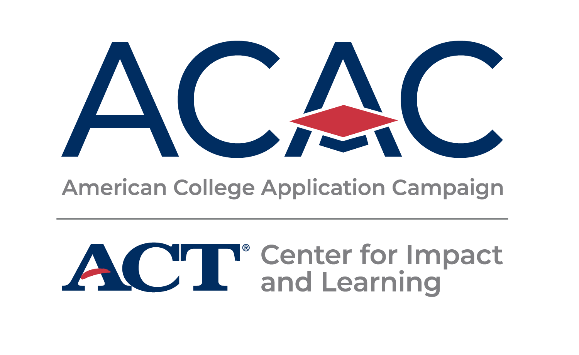 ACAC
American College Application Campaign
ACT® Center for Impact
and Learning